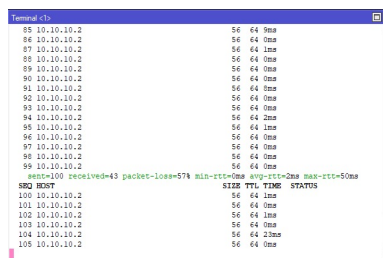 Terminal <1>
85 10.10.10.2 56 64 9ms
86 10.10.10.2 56 64 0ms
87 10.10.10.2 56 64 1ms
88 10.10.10.2 56 64 0ms
89 10.10.10.2 56 64 0ms
90 10.10.10.2 56 64 0ms
91 10.10.10.2 56 64 8ms
92 10.10.10.2 56 64 0ms
93 10.10.10.2 56 64 0ms
94 10.10.10.2 56 64 2ms
95 10.10.10.2 56 64 1ms
96 10.10.10.2 56 64 0ms
97 10.10.10.2 56 64 1ms
98 10.10.10.2 56 64 0ms
99 10.10.10.2 56 64 0ms
sent=100 received=43 packet-loss=57% min-rtt=0ms avg-rtt=2ms max-rtt=50ms
SEQ HOST SIZE TTL TIME STATUS
100 10.10.10.2 56 64 1ms
101 10.10.10.2 56 64 0ms
102 10.10.10.2 56 64 1ms
103 10.10.10.2 56 64 0ms
104 10.10.10.2 56 64 23ms
105 10.10.10.2 56 64 0ms